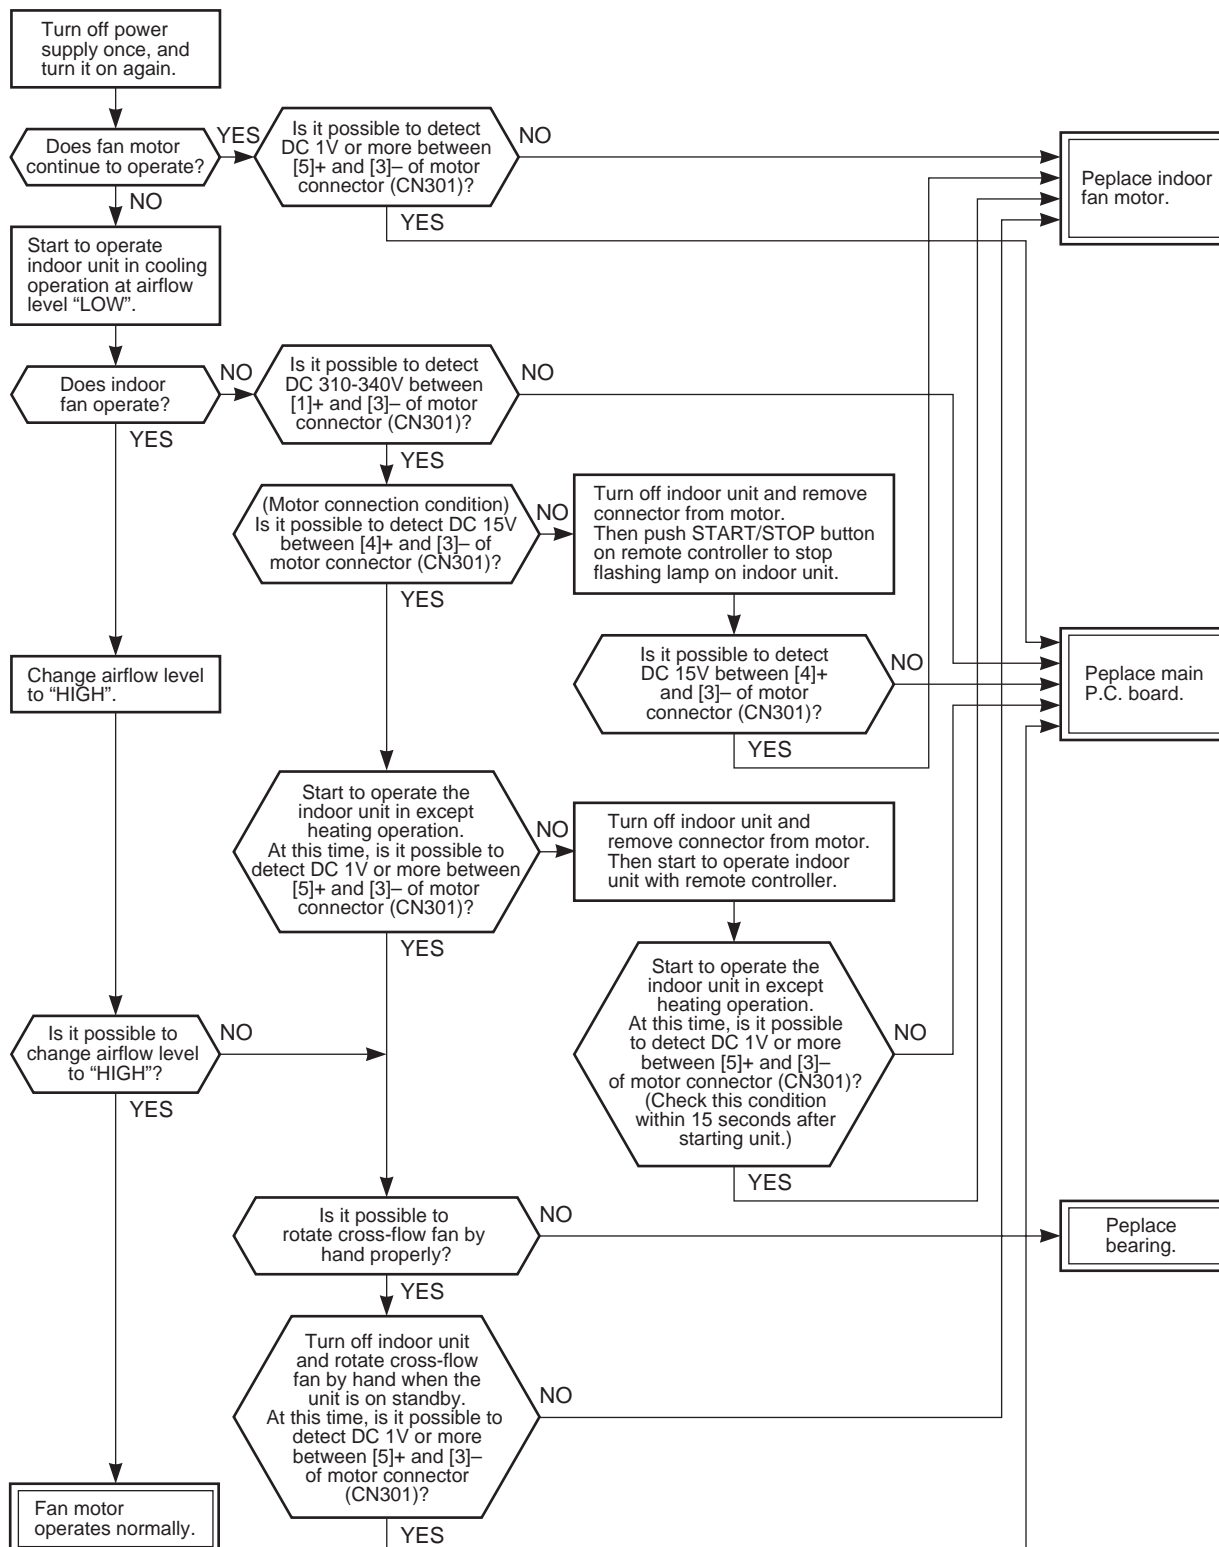 Turn off power
supply once, and
turn it on again.
Does fan motor
continue to operate?
YES
NO
Is it possible to detect
DC 1V or more between
[5]+ and [3]– of motor
connector (CN301)?
NO
YES
Peplace indoor
fan motor.
Start to operate
indoor unit in cooling
operation at airflow
level “LOW”.
Does indoor
fan operate?
NO
YES
Is it possible to detect
DC 310-340V between
[1]+ and [3]– of motor
connector (CN301)?
NO
YES
(Motor connection condition)
Is it possible to detect DC 15V
between [4]+ and [3]– of
motor connector (CN301)?
NO
YES
Turn off indoor unit and remove
connector from motor.
Then push START/STOP button
on remote controller to stop
flashing lamp on indoor unit.
Is it possible to detect
DC 15V between [4]+
and [3]– of motor
connector (CN301)?
NO
YES
Peplace main
P.C. board.
Change airflow level
to “HIGH”.
Start to operate the
indoor unit in except
heating operation.
At this time, is it possible to
detect DC 1V or more between
[5]+ and [3]– of motor
connector (CN301)?
NO
YES
Turn off indoor unit and
remove connector from motor.
Then start to operate indoor
unit with remote controller.
Start to operate the
indoor unit in except
heating operation.
At this time, is it possible
to detect DC 1V or more
between [5]+ and [3]–
of motor connector (CN301)?
(Check this condition
within 15 seconds after
starting unit.)
NO
YES
Is it possible to
change airflow level
to “HIGH”?
NO
YES
Is it possible to
rotate cross-flow fan by
hand properly?
NO
YES
Peplace
bearing.
Turn off indoor unit
and rotate cross-flow
fan by hand when the
unit is on standby.
At this time, is it possible to
detect DC 1V or more
between [5]+ and [3]–
of motor connector
(CN301)?
NO
YES
Fan motor
operates normally.